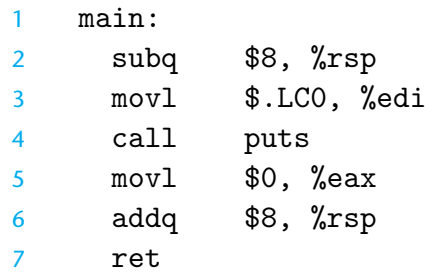 1 main:
2 subq $8, %rsp
3 movl $.LC0, %edi
4 call puts
5 movl $0, %eax
6 addq $8, %rsp
7 ret